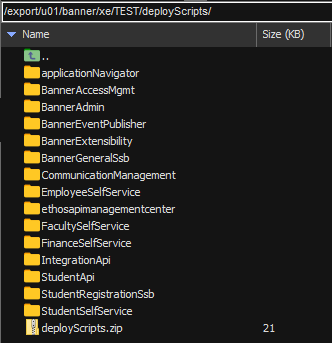 /export/u01/banner/xe/TEST/deployScripts/
Name Size (KB)
..
applicationNavigator
BannerAccessMgmt
BannerAdmin
BannerEventPublisher
BannerExtensibility
BannerGeneralSsb
CommunicationManagement
EmployeeSelfService
ethosapimanagementcenter
FacultySelfService
FinanceSelfService
IntegrationApi
StudentApi
StudentRegistrationSsb
StudentSelfService
deployScripts.zip 21